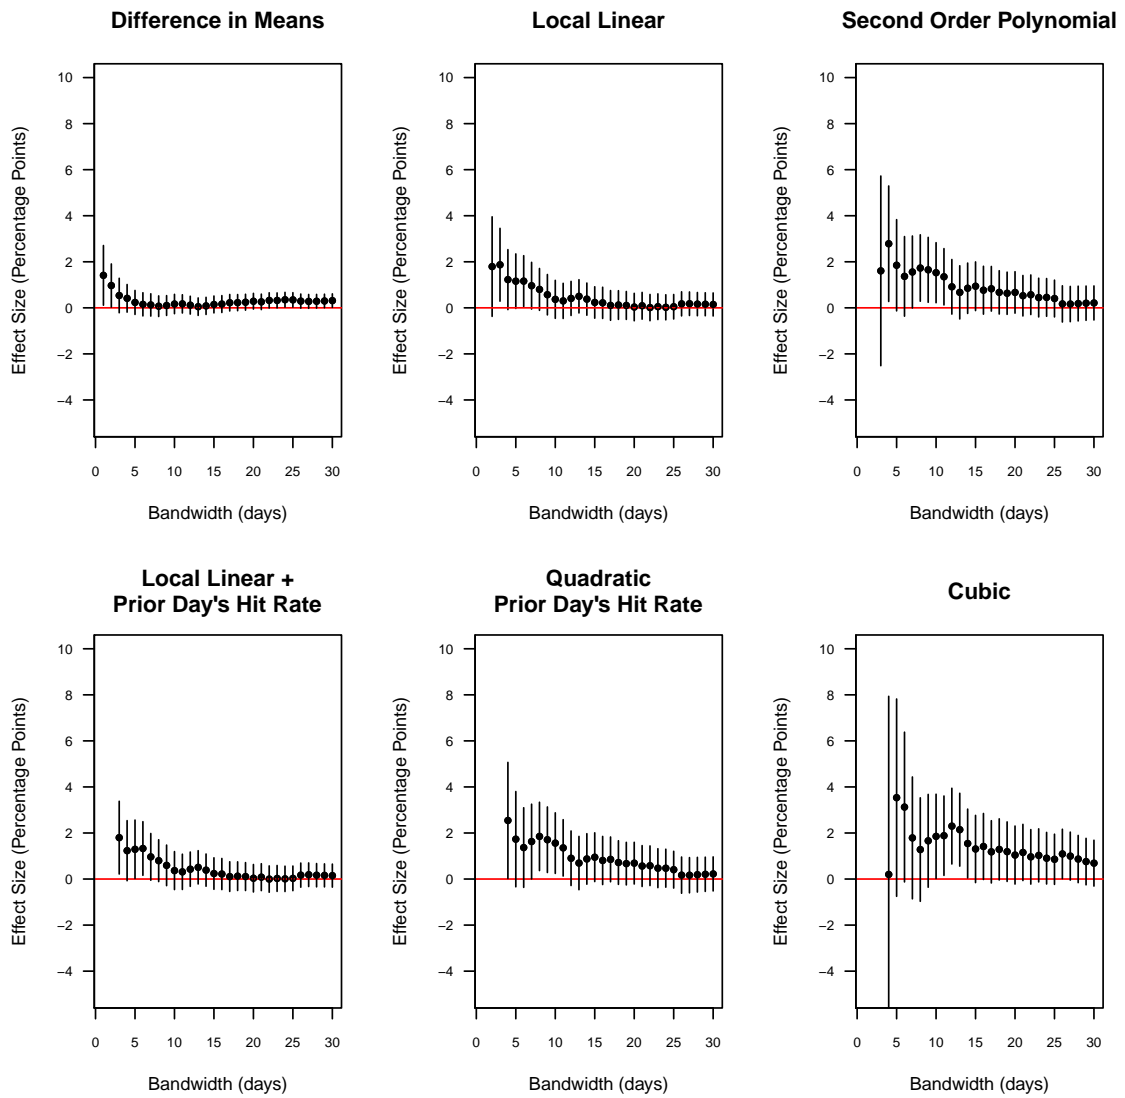 Difference in Means
Effect Size (Percentage Points)
10
8
6
4
2
0
−2
−4
0 5 10 15 20 25 30
Bandwidth (days)
Local Linear
Effect Size (Percentage Points)
10
8
6
4
2
0
−2
−4
0 5 10 15 20 25 30
Bandwidth (days)
Second Order Polynomial
Effect Size (Percentage Points)
10
8
6
4
2
0
−2
−4
0 5 10 15 20 25 30
Bandwidth (days)
Local Linear +
Prior Day's Hit Rate
Effect Size (Percentage Points)
10
8
6
4
2
0
−2
−4
0 5 10 15 20 25 30
Bandwidth (days)
Quadratic
Prior Day's Hit Rate
Effect Size (Percentage Points)
10
8
6
4
2
0
−2
−4
0 5 10 15 20 25 30
Bandwidth (days)
Cubic
Effect Size (Percentage Points)
10
8
6
4
2
0
−2
−4
0 5 10 15 20 25 30
Bandwidth (days)